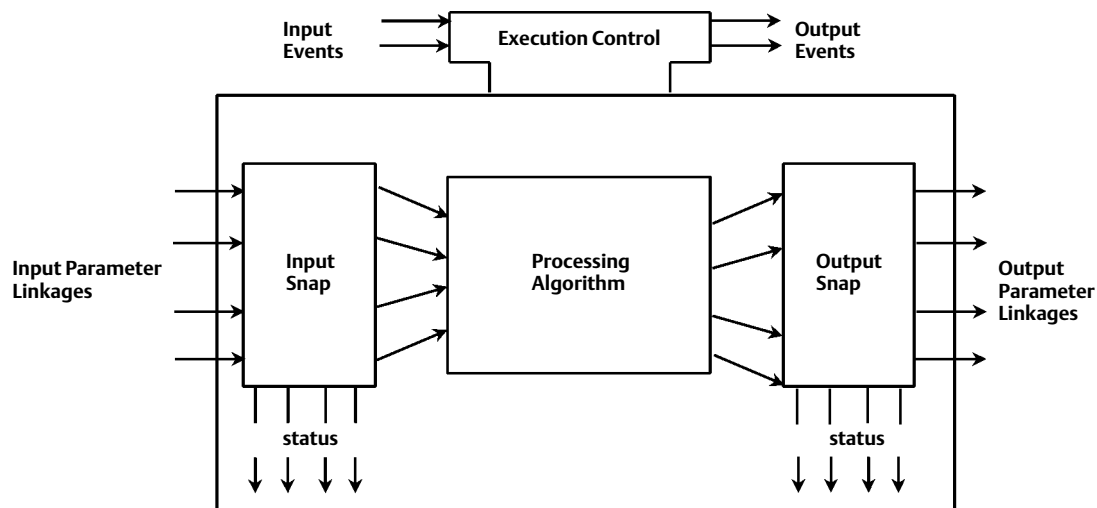 Input
Events
Execution Control
Output
Events
Input Parameter
Linkages
Input
Snap
Processing
Algorithm
Output
Snap
Output
Parameter
Linkages
status
status